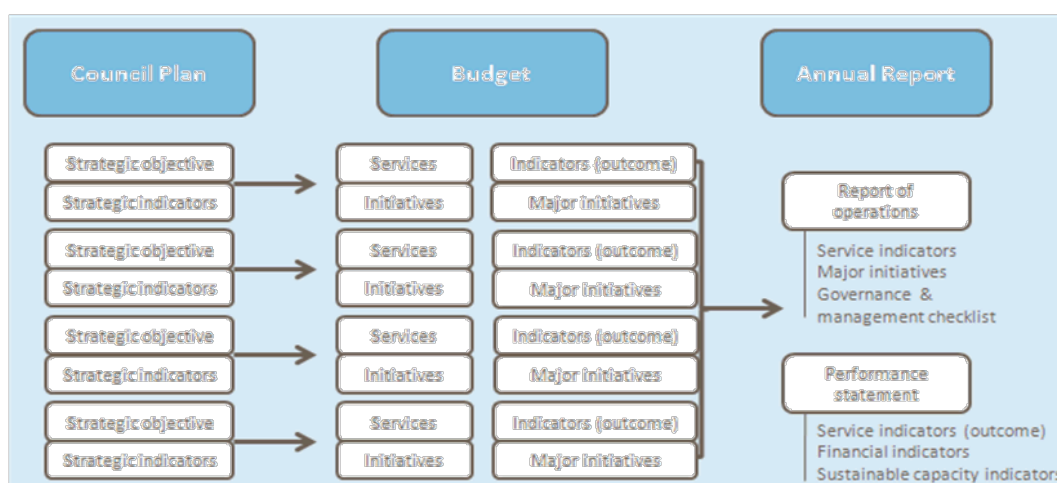 Council Plan
Budget
Annual Report
Strategic objective
Strategic indicators
Services
Initiatives
Indicators (outcome)
Major initiatives
Strategic objective
Strategic indicators
Services
Initiatives
Indicators (outcome)
Major initiatives
Strategic objective
Strategic indicators
Services
Initiatives
Indicators (outcome)
Major initiatives
Strategic objective
Strategic indicators
Services
Initiatives
Indicators (outcome)
Major initiatives
Report of
operations
Service indicators
Major initiatives
Governance &
management checklist
Performance
statement
Service indicators (outcome)
Financial indicators
Sustainable capacity indicators